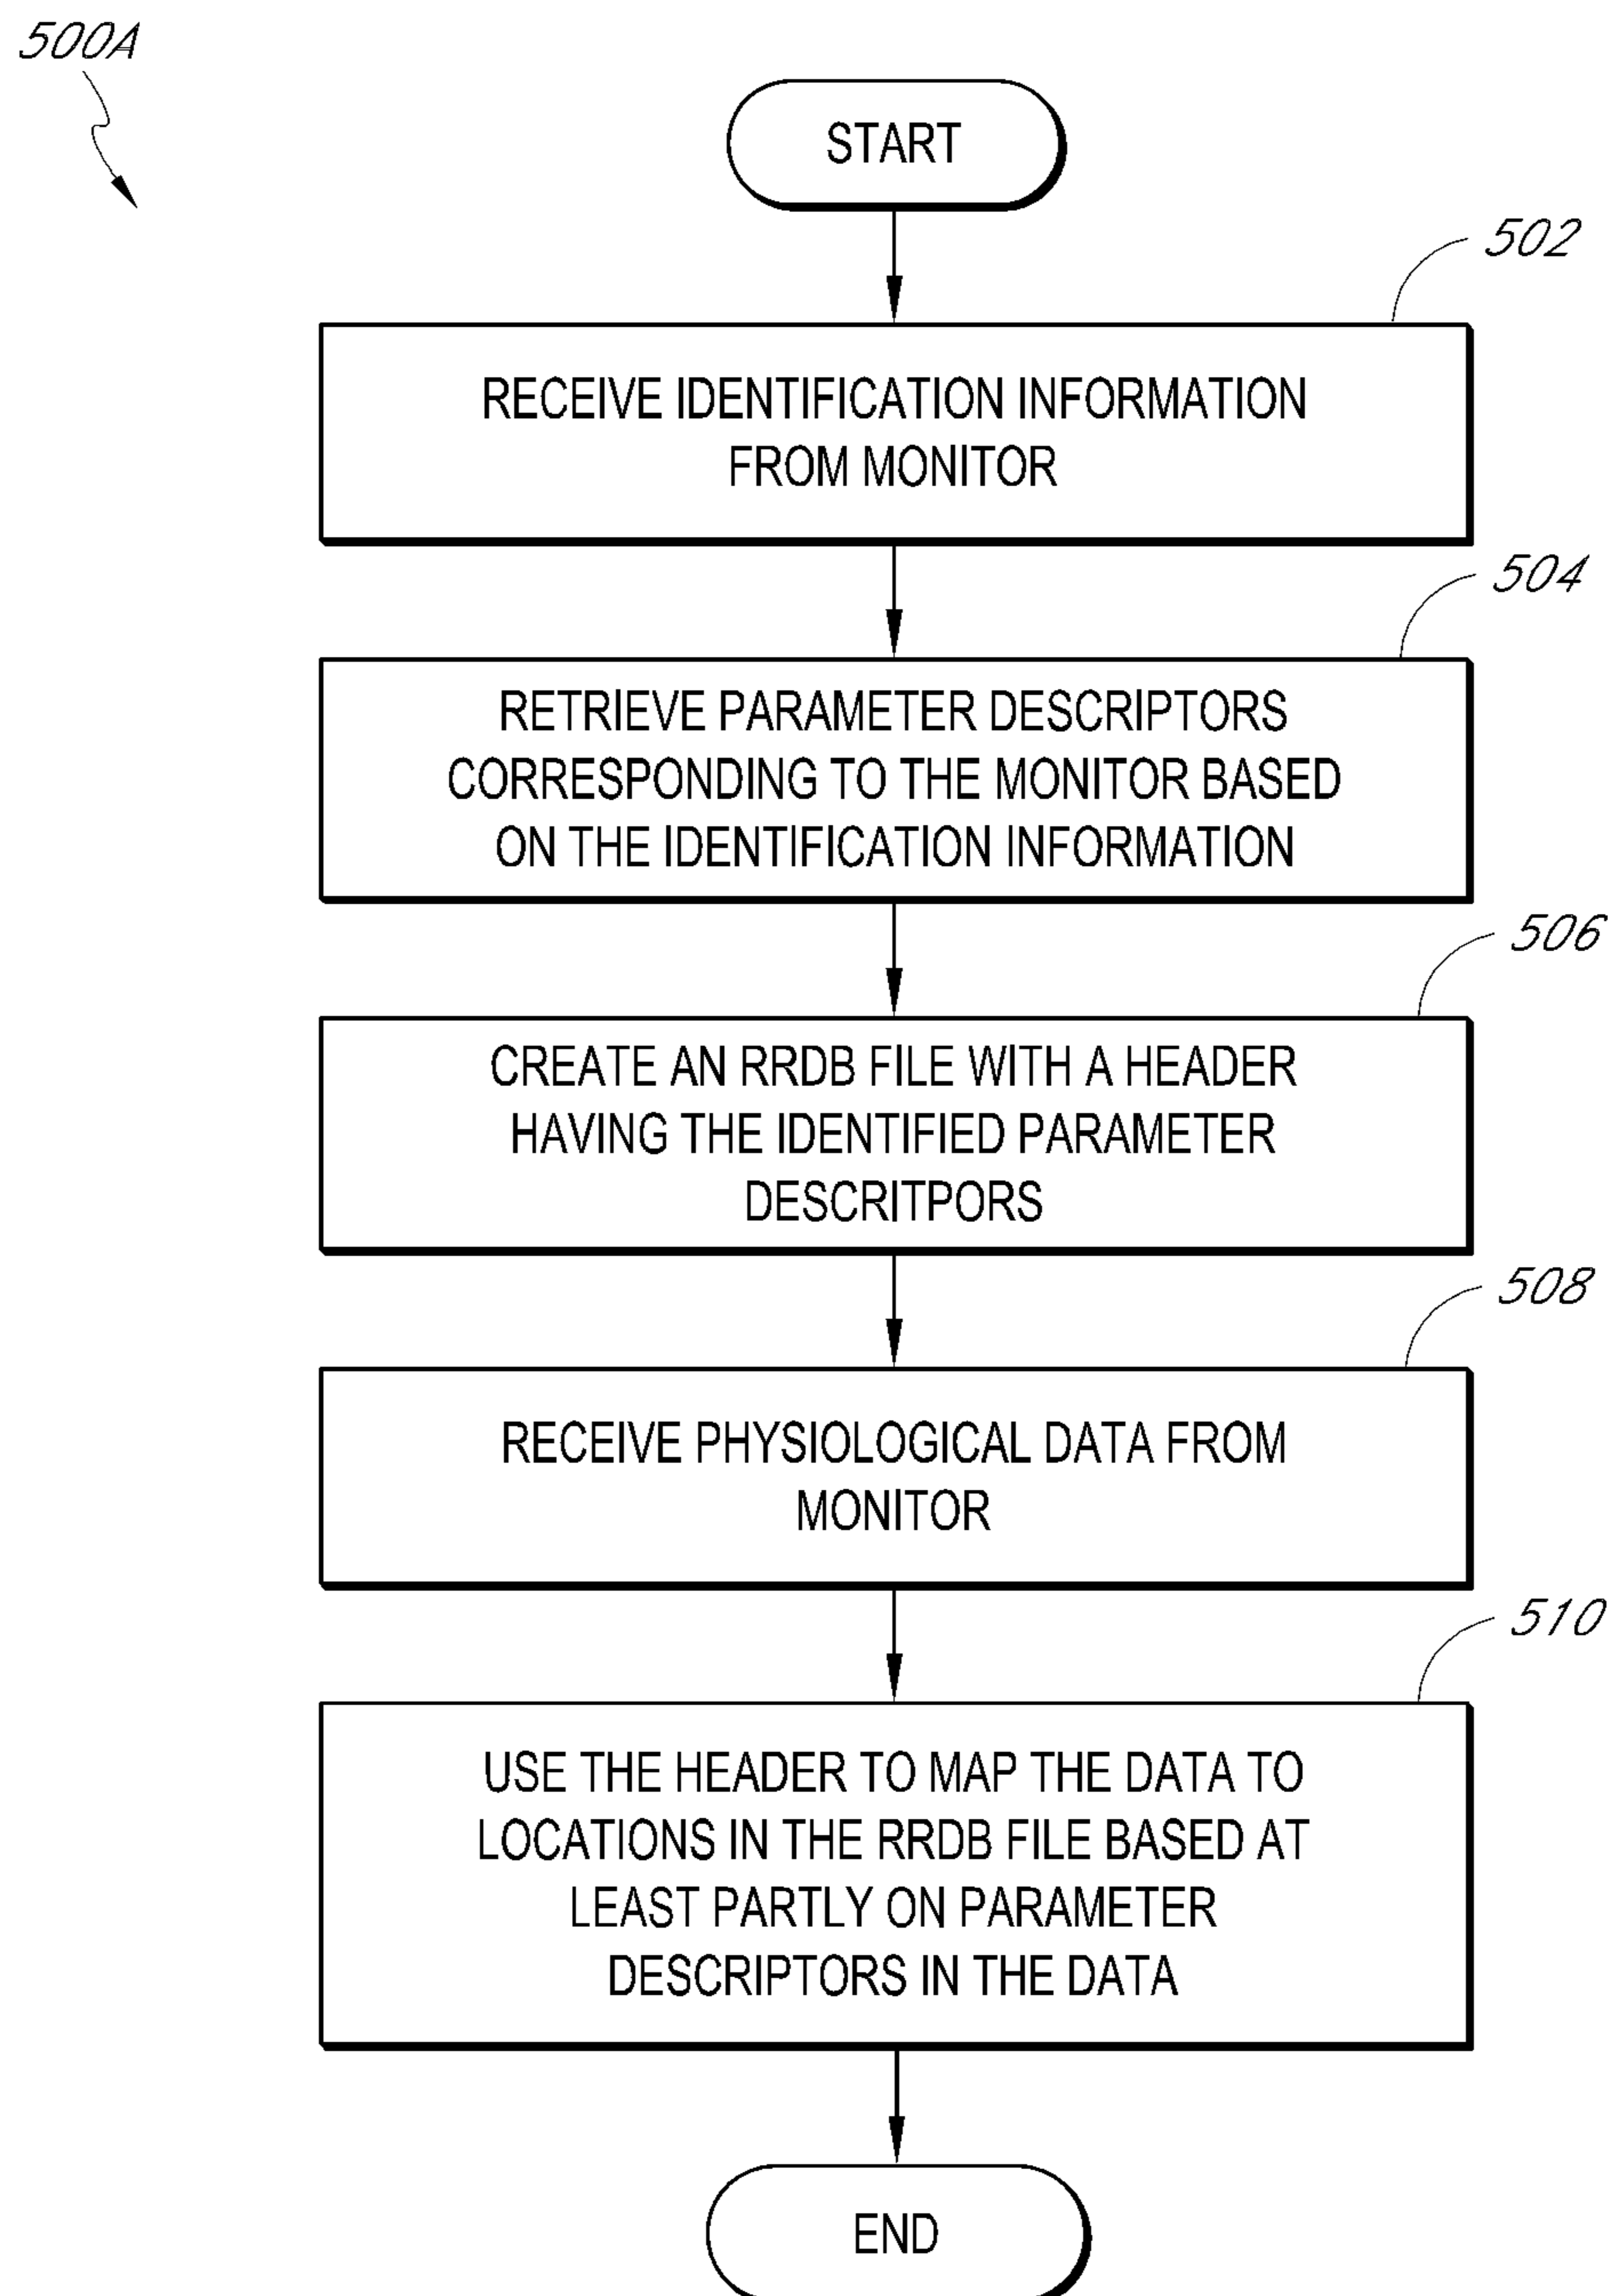 500A
START
502
RECEIVE IDENTIFICATION INFORMATION
FROM MONITOR
504
RETRIEVE PARAMETER DESCRIPTORS
CORRESPONDING TO THE MONITOR BASED
ON THE IDENTIFICATION INFORMATION
506
CREATE AN RRDB FILE WITH A HEADER
HAVING THE IDENTIFIED PARAMETER
DESCRITPORS
508
RECEIVE PHYSIOLOGICAL DATA FROM
MONITOR
510
USE THE HEADER TO MAP THE DATA TO
LOCATIONS IN THE RRDB FILE BASED AT
LEAST PARTLY ON PARAMETER
DESCRIPTORS IN THE DATA
END